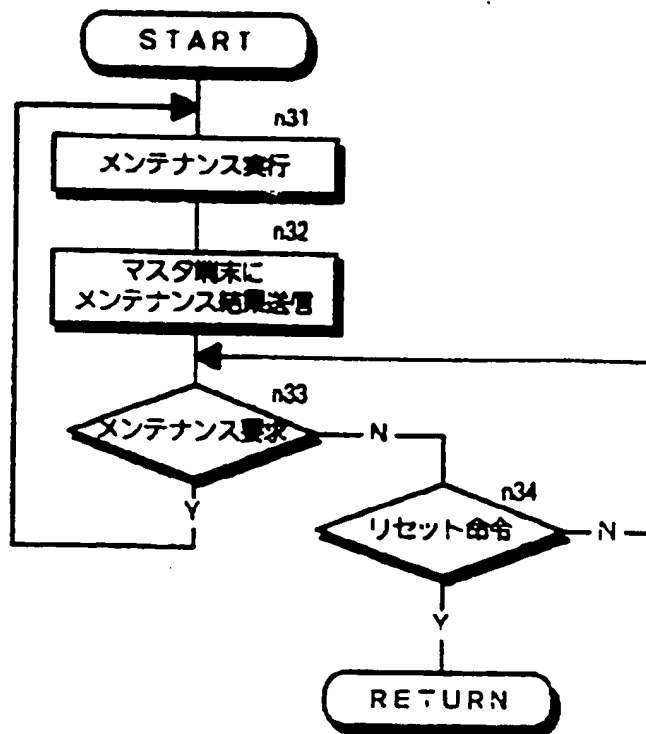 START
n31
メンテナンス実行
n32
マスタ端末に
メンテナンス結果送信
n33
メンテナンス要求
N
Y
n34
リセット命令
N
Y
RETURN